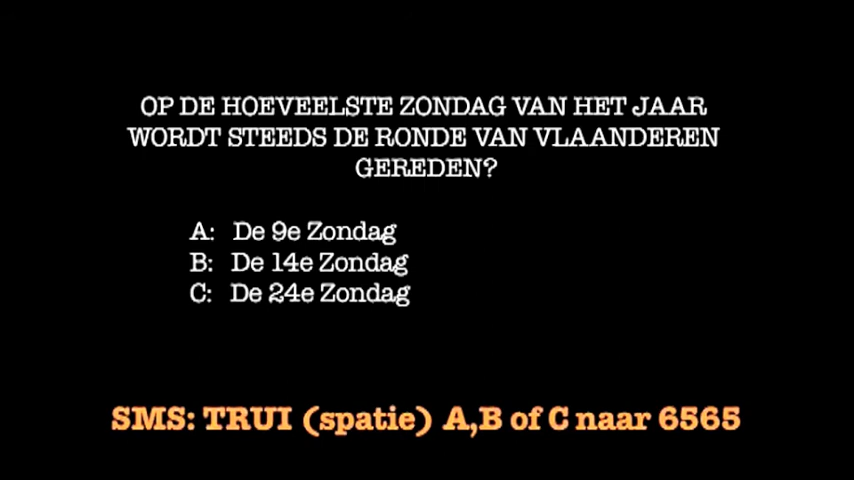 OP DE HOEVEELSTE ZONDAG VAN HET JAAR
WORDT STEEDS DE RONDE VAN VLAANDEREN
GEREDEN?
A: De 9e Zondag
B: De 14e Zondag
C: De 24e Zondag
SMS: TRUI (spatie) A,B of C naar 6565